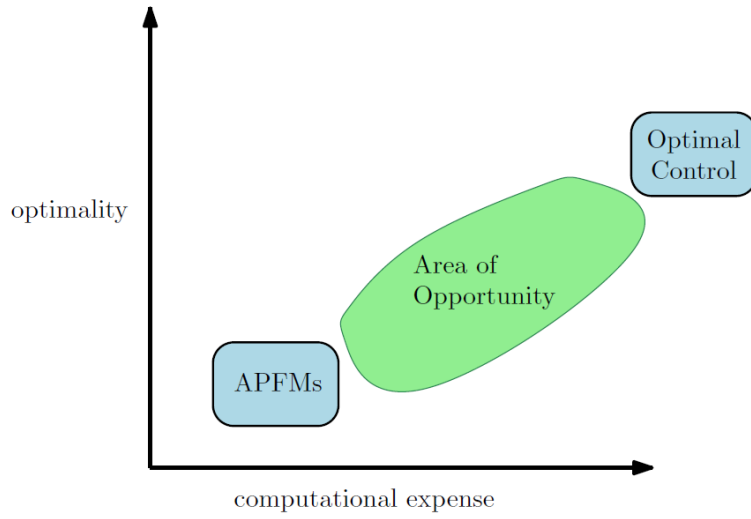 Optimal
Control
optimality
Area of
Opportunity
APFMs
computational expense